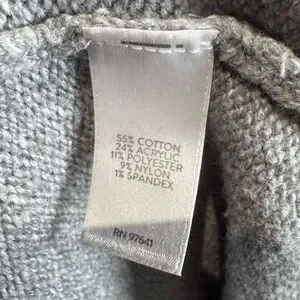 55% COTTON
24% ACRYLIC
11% POLYESTER
9% NYLON
1% SPANDEX
RN 97641